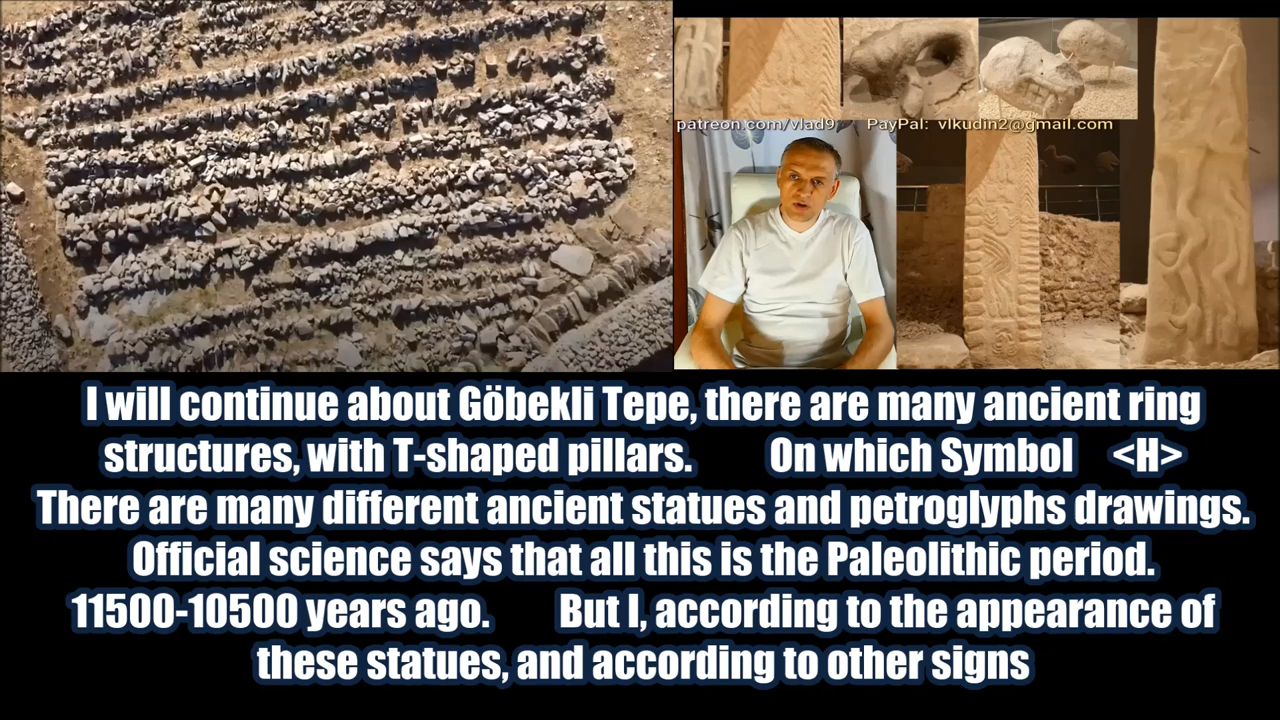 patreon.com/vlad9 PayPal: vlkudin2@gmail.com
I will continue about Göbekli Tepe, there are many ancient ring
structures, with T-shaped pillars. On which Symbol <H>
There are many different ancient statues and petroglyphs drawings.
Official science says that all this is the Paleolithic period.
11500-10500 years ago. But I, according to the appearance of
these statues, and according to other signs